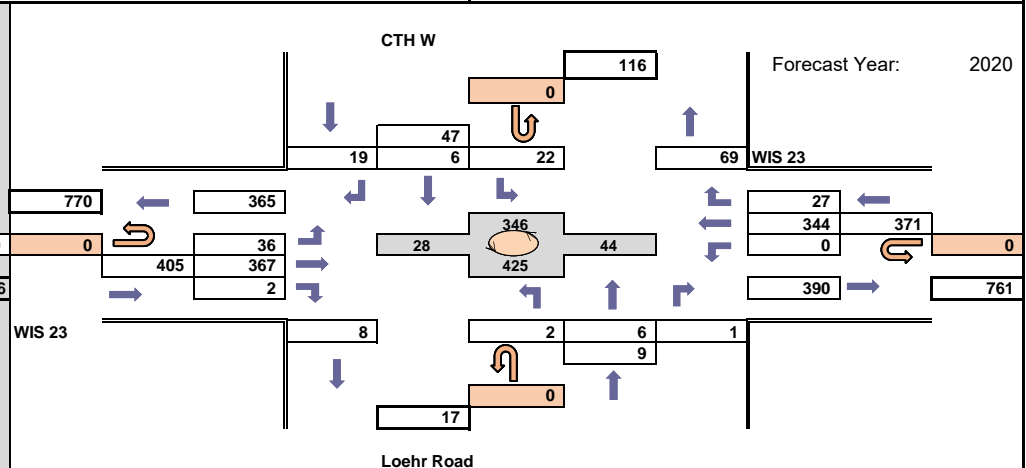 CTH W
116
Forecast Year: 2020
0
47
19 6 22 69 WIS 23
770 365 27
346 344 371
0 36 28 44 0 0
405 367 425
6 2 390 761
WIS 23 8 2 6 1
9
0
17
Loehr Road